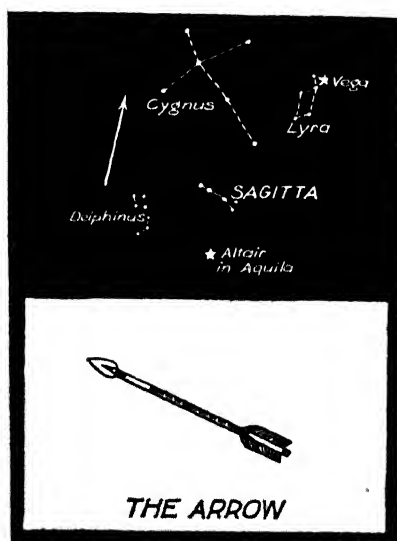 Vega
Cygnus
Lyra
SAGITTA
Delphinus
Altair
in Aquila
THE ARROW